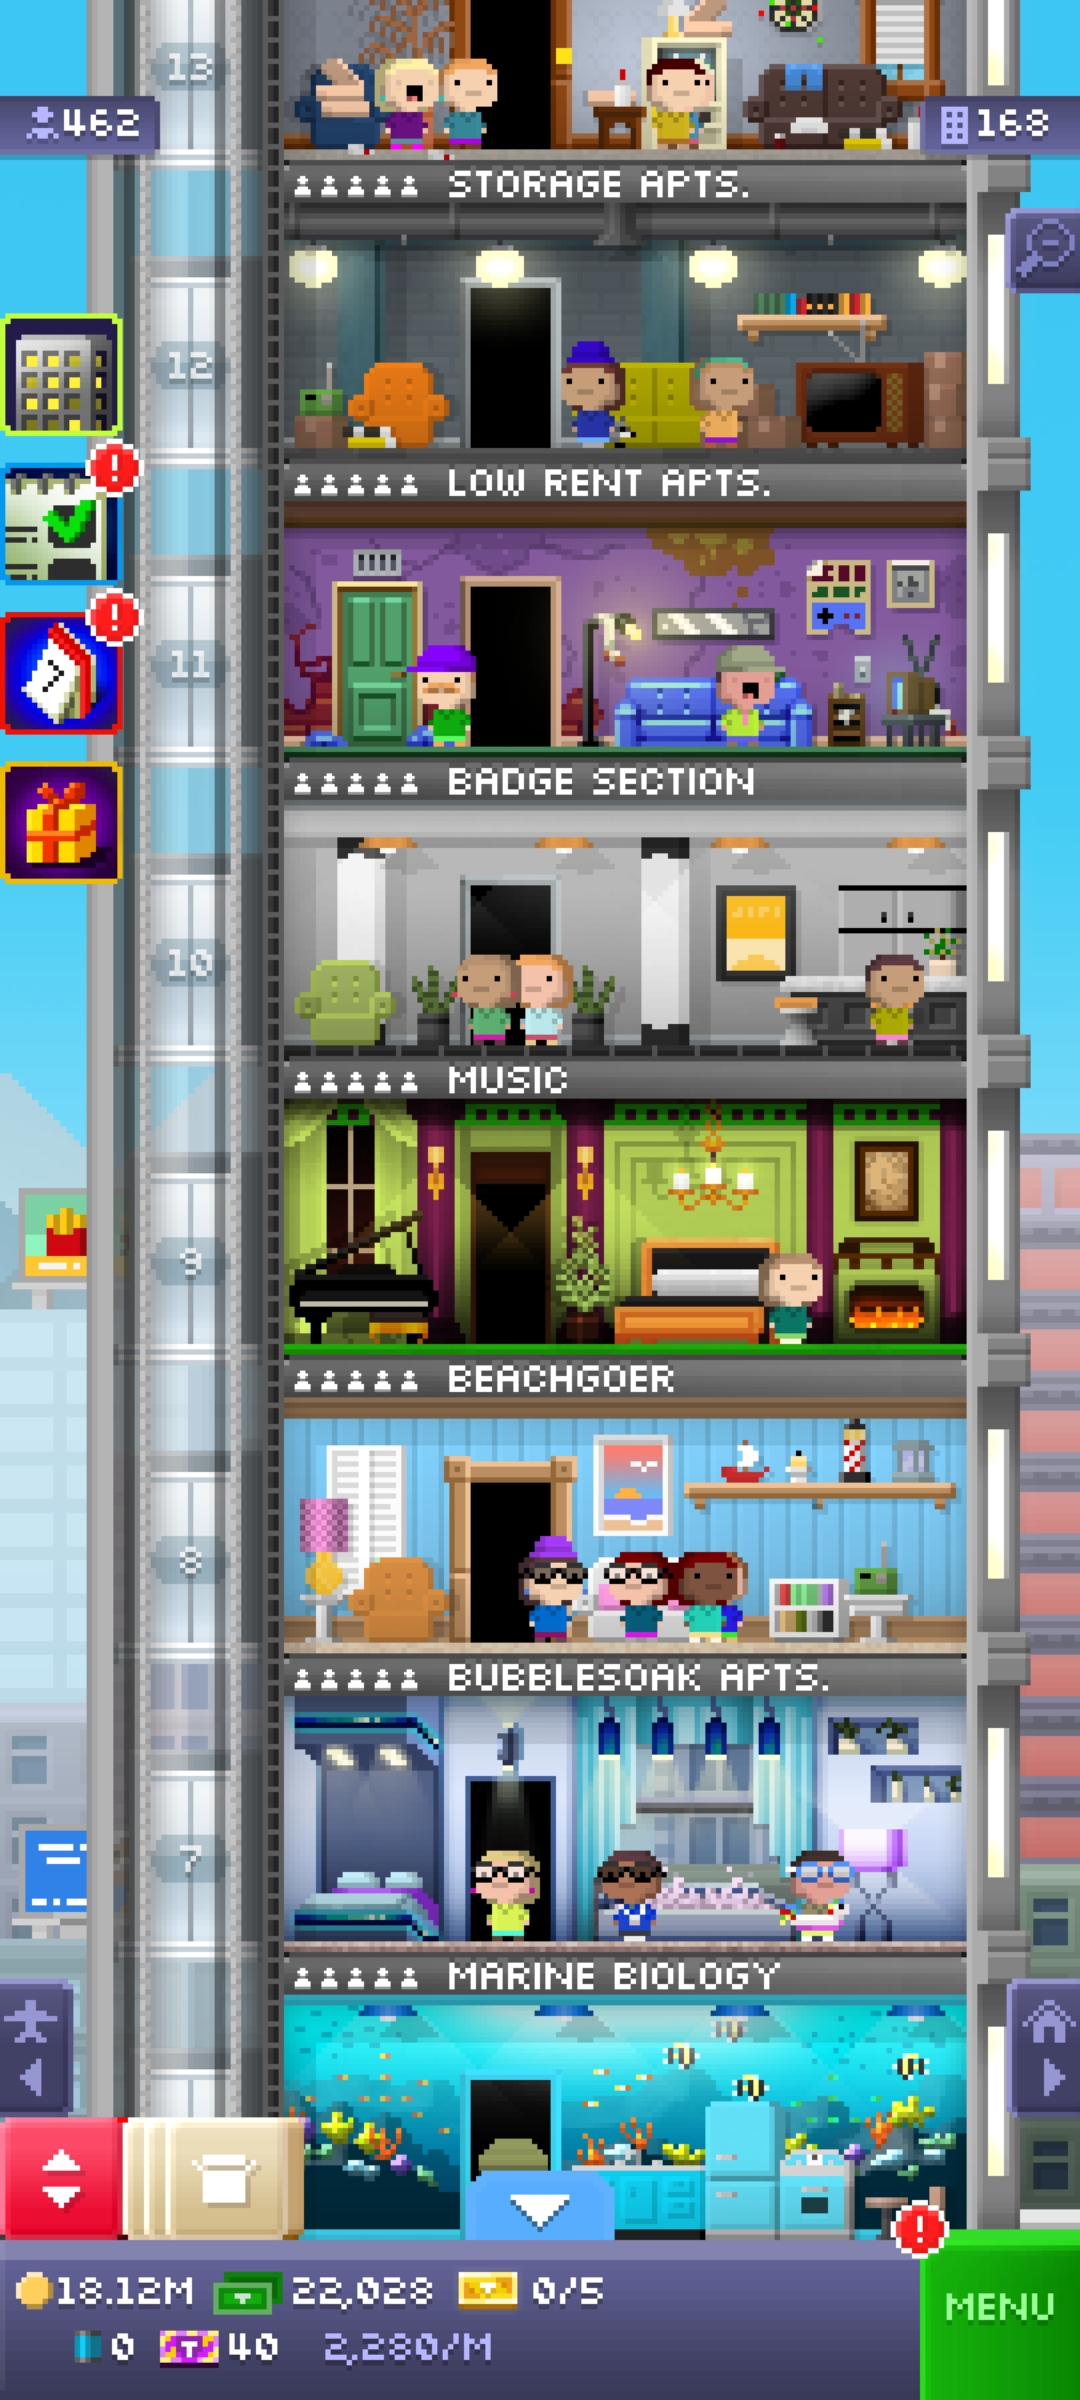 13
462
168
STORAGE APTS.
12
LOW RENT APTS.
11
BADGE SECTION
10
MUSIC
9
BEACHGOER
8
BUBBLESOAK APTS.
7
MARINE BIOLOGY
18.12M 22,028 0/5
0 40 2,280/M
MENU